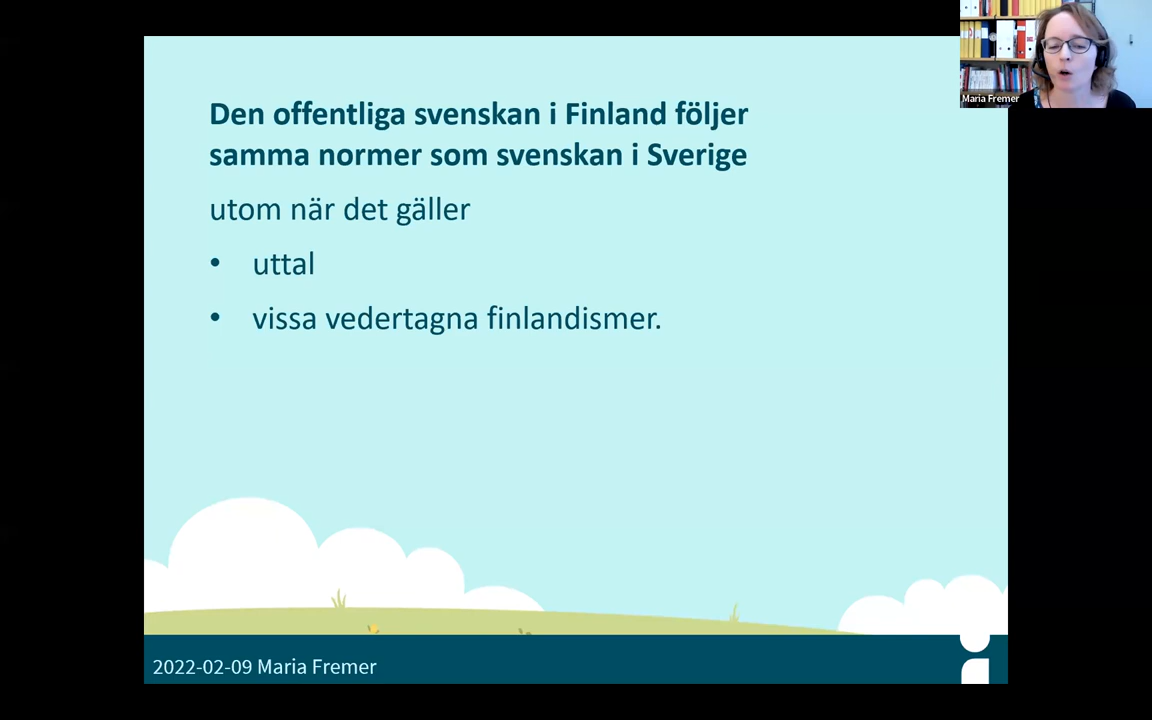 Den offentliga svenskan i Finland följer
samma normer som svenskan i Sverige
utom när det gäller
• uttal
• vissa vedertagna finlandismer.
2022-02-09 Maria Fremer
Maria Fremer